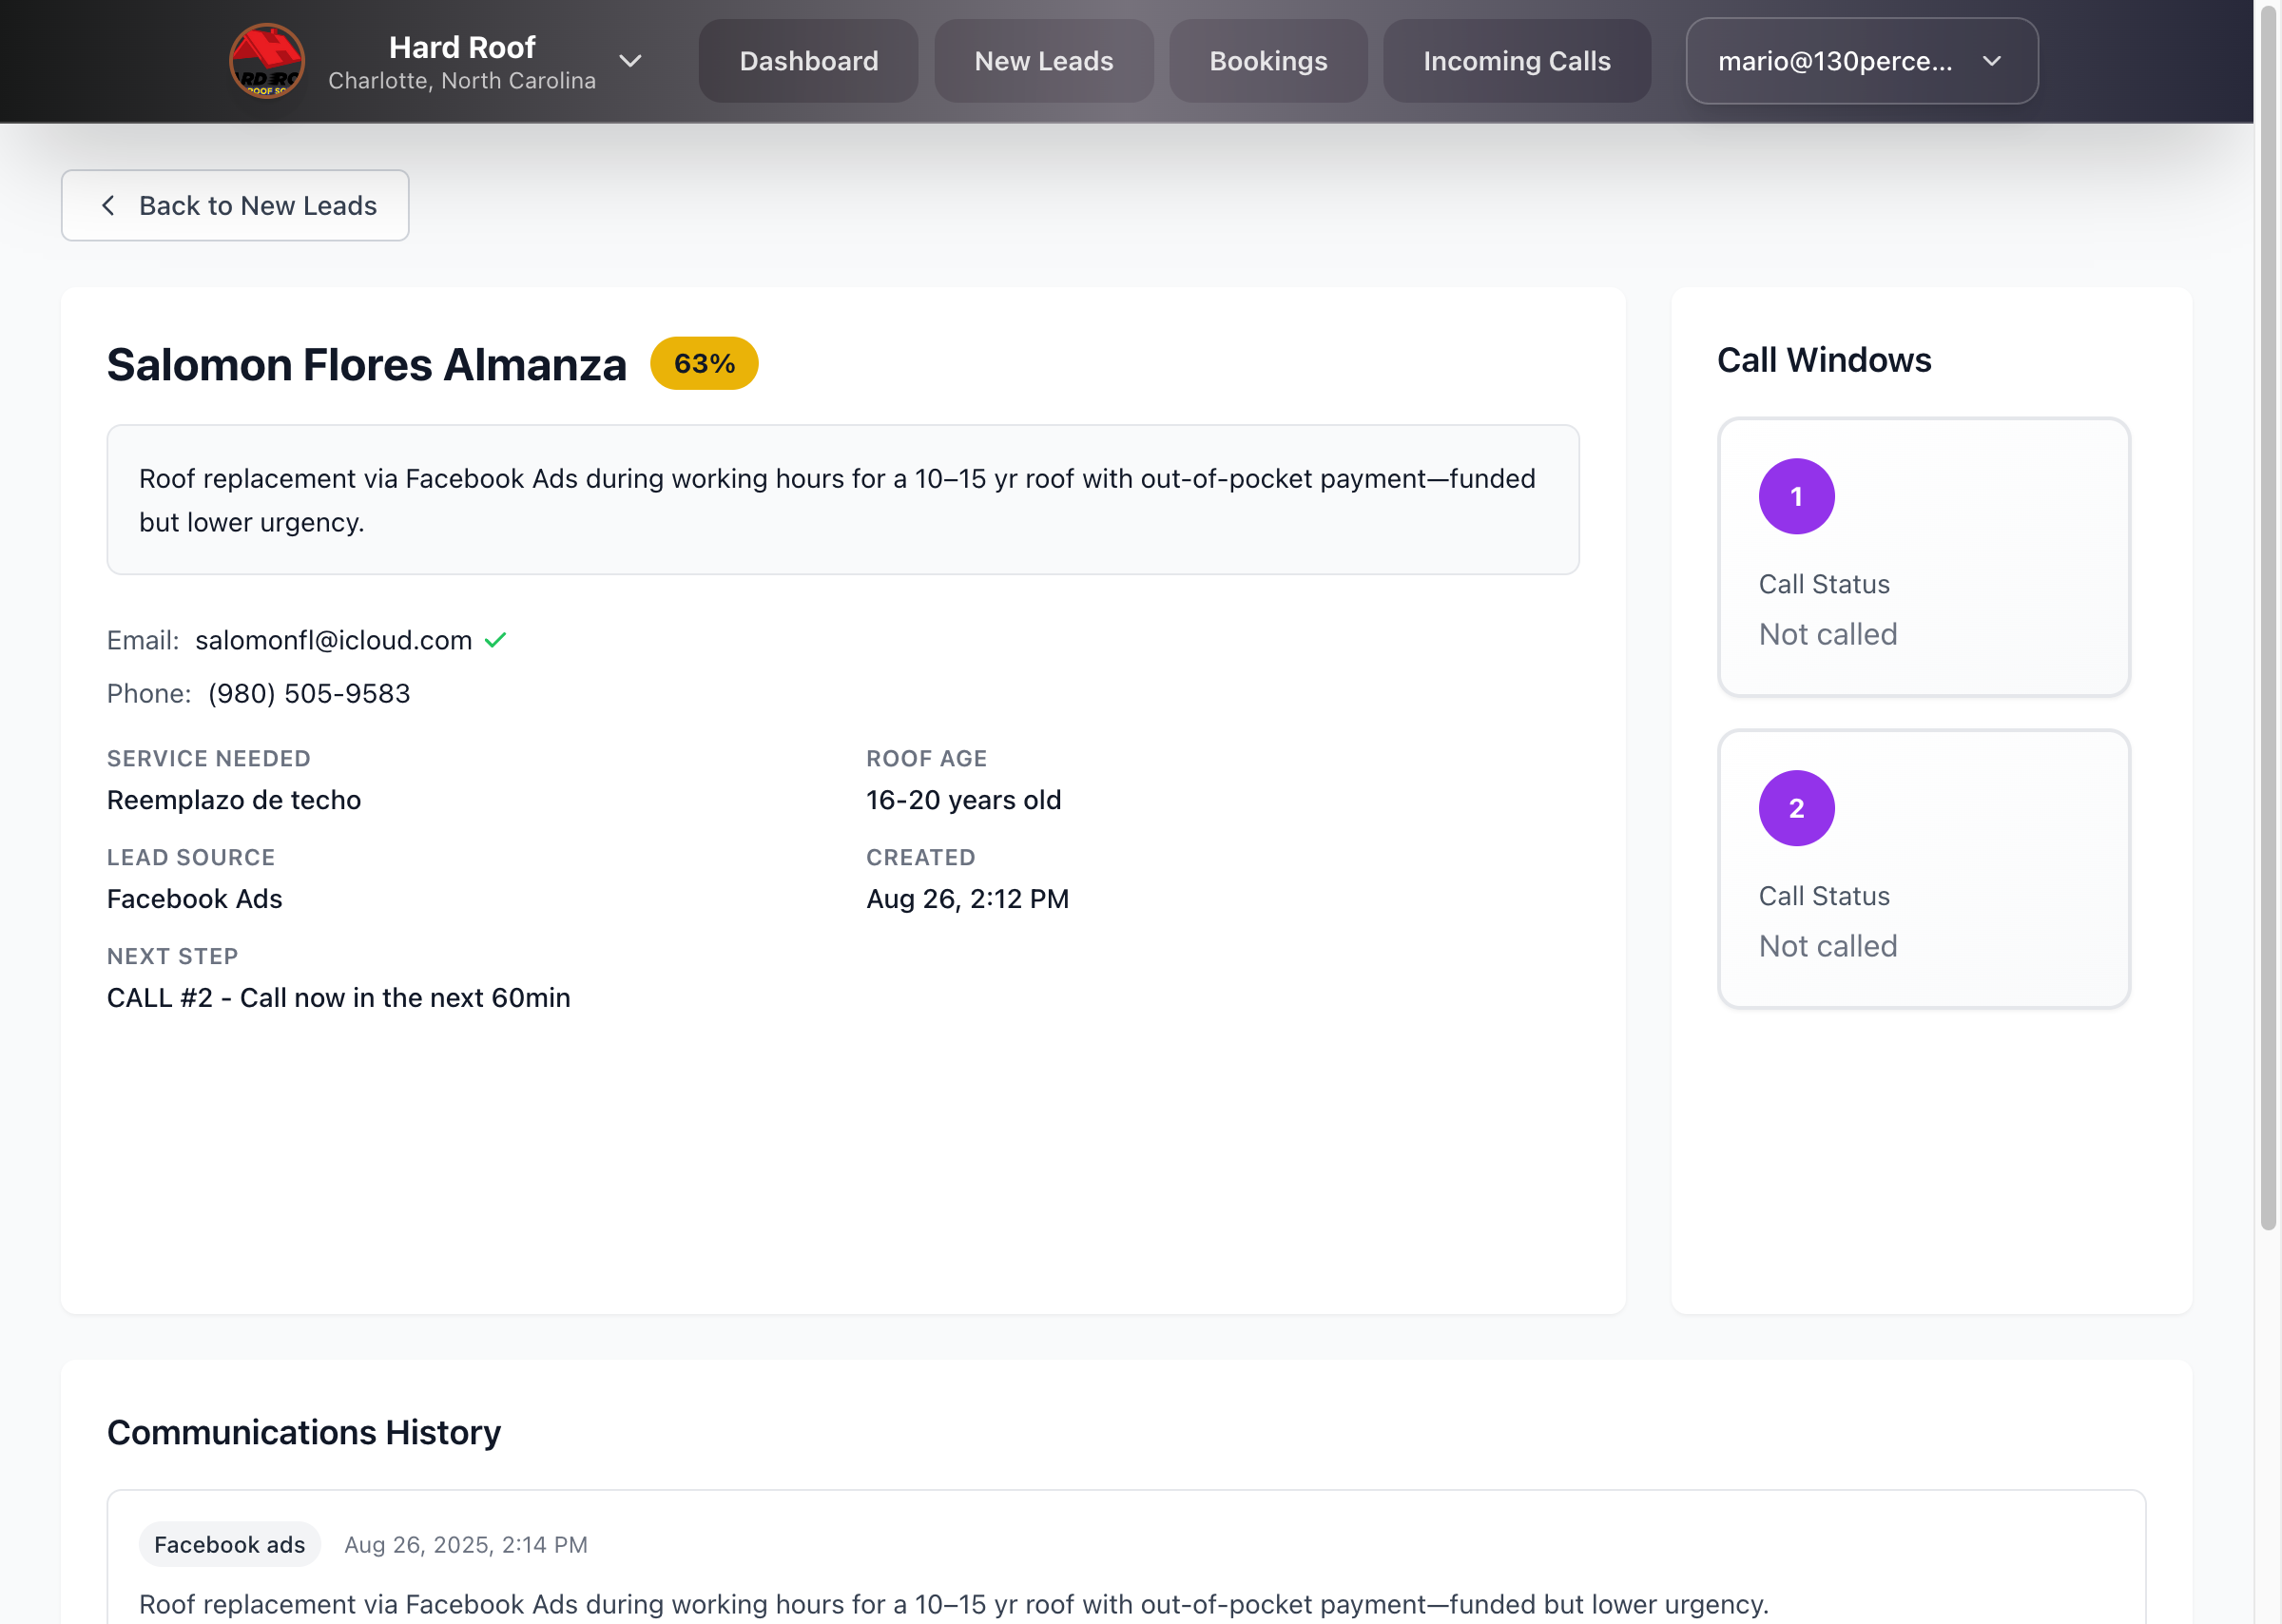 Hard Roof
Charlotte, North Carolina
Dashboard
New Leads
Bookings
Incoming Calls
mario@130perce...
Back to New Leads
Salomon Flores Almanza 63%
Roof replacement via Facebook Ads during working hours for a 10–15 yr roof with out-of-pocket payment—funded
but lower urgency.
Email: salomonfl@icloud.com
Phone: (980) 505-9583
SERVICE NEEDED
Reemplazo de techo
ROOF AGE
16-20 years old
LEAD SOURCE
Facebook Ads
CREATED
Aug 26, 2:12 PM
NEXT STEP
CALL #2 - Call now in the next 60min
Call Windows
1
Call Status
Not called
2
Call Status
Not called
Communications History
Facebook ads Aug 26, 2025, 2:14 PM
Roof replacement via Facebook Ads during working hours for a 10–15 yr roof with out-of-pocket payment—funded but lower urgency.